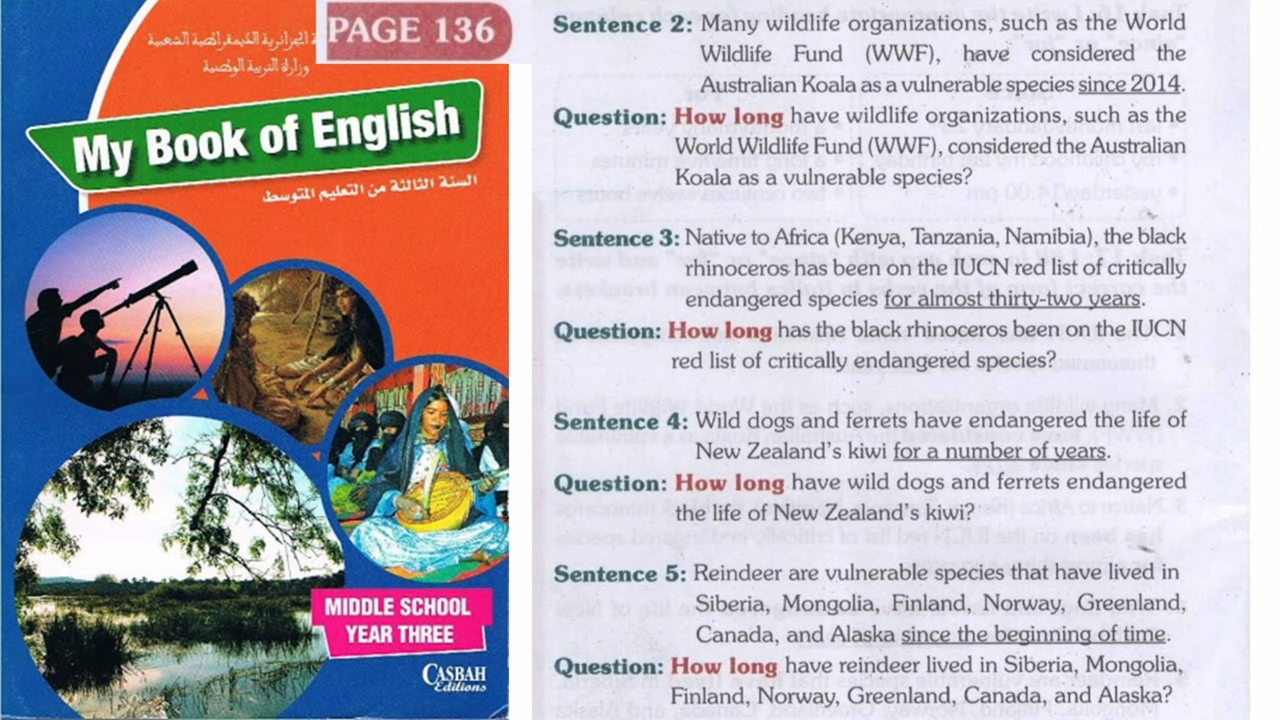 الجزائرية الديمقراطية الشعبية
وزارة التربية الوطنية
PAGE 136
My Book of English
السنة الثالثة من التعليم المتوسط
MIDDLE SCHOOL
YEAR THREE
CASBAH
Editions
Sentence 2: Many wildlife organizations, such as the World
Wildlife Fund (WWF), have considered the
Australian Koala as a vulnerable species since 2014.
Question: How long have wildlife organizations, such as the
World Wildlife Fund (WWF), considered the Australian
Koala as a vulnerable species?
Sentence 3: Native to Africa (Kenya, Tanzania, Namibia), the black
rhinoceros has been on the IUCN red list of critically
endangered species for almost thirty-two years.
Question: How long has the black rhinoceros been on the IUCN
red list of critically endangered species?
Sentence 4: Wild dogs and ferrets have endangered the life of
New Zealand's kiwi for a number of years.
Question: How long have wild dogs and ferrets endangered
the life of New Zealand's kiwi?
Sentence 5: Reindeer are vulnerable species that have lived in
Siberia, Mongolia, Finland, Norway, Greenland,
Canada, and Alaska since the beginning of time.
Question: How long have reindeer lived in Siberia, Mongolia,
Finland, Norway, Greenland, Canada, and Alaska?